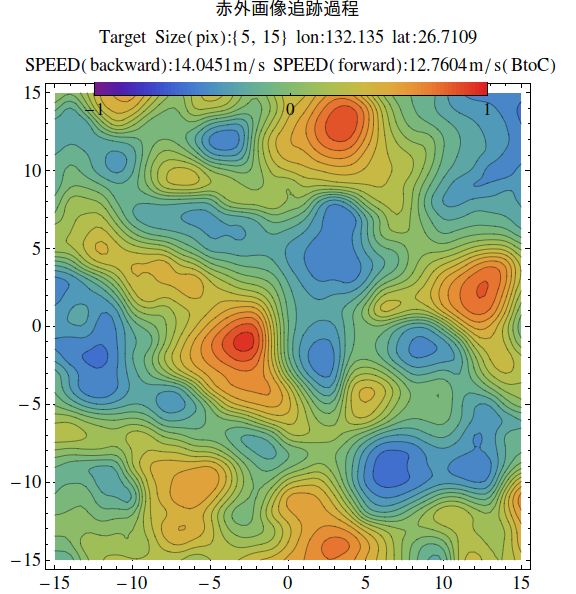 赤外画像追跡過程
Target Size(pix):{5, 15} lon:132.135 lat:26.7109
SPEED(backward):14.0451m/s SPEED(forward):12.7604m/s(BtoC)
15
−1 0 1
10
5
0
−5
−10
−15
−15 −10 −5 0 5 10 15